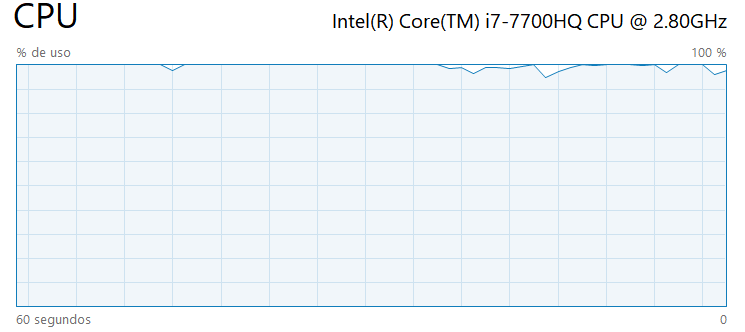 CPU
Intel(R) Core(TM) i7-7700HQ CPU @ 2.80GHz
% de uso
100 %
60 segundos
0